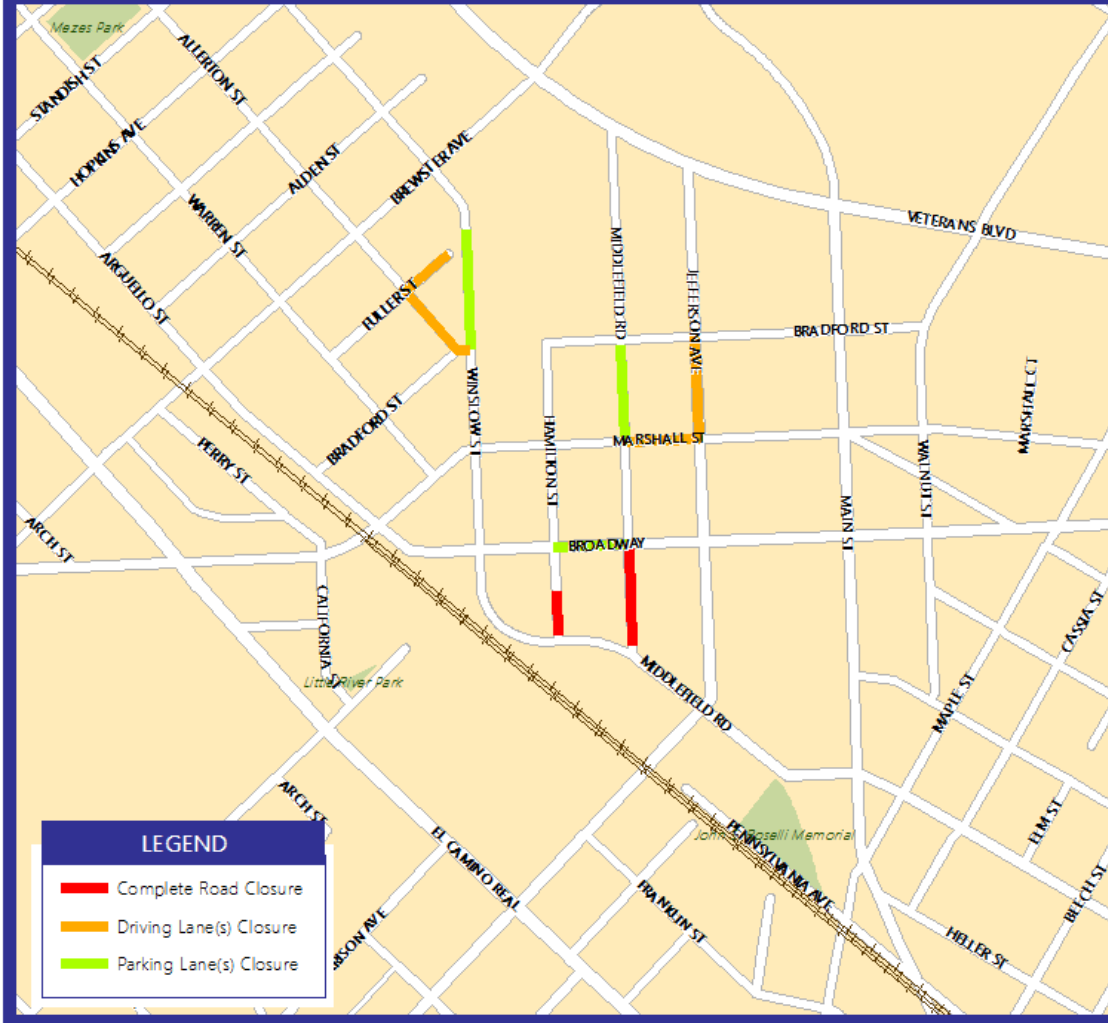 Mezes Park
STANDISH ST
ALLERTON ST
HOPKINS AVE
ALDEN ST
BREWSTER AVE
WARREN ST
ARGUELLO ST
FULLER ST
VETERANS BLVD
MIDDLEFIELD RD
JEFFERSON AVE
BRADFORD ST
WINSLOW ST
MARSHALL CT
BRADFORD ST
HAMILTON ST
MARSHALL ST
PERRY ST
WALNUT ST
MAIN ST
ARCH ST
BROADWAY
CALIFORNIA ST
CASSIA ST
Little River Park
MIDDLEFIELD RD
MAPLE ST
ARCH ST
EL CAMINO REAL
PENNSYLVANIA AVE
ELM ST
FRANKLIN ST
BEECH ST
HELLER ST
RISON AVE
LEGEND
Complete Road Closure
Driving Lane(s) Closure
Parking Lane(s) Closure